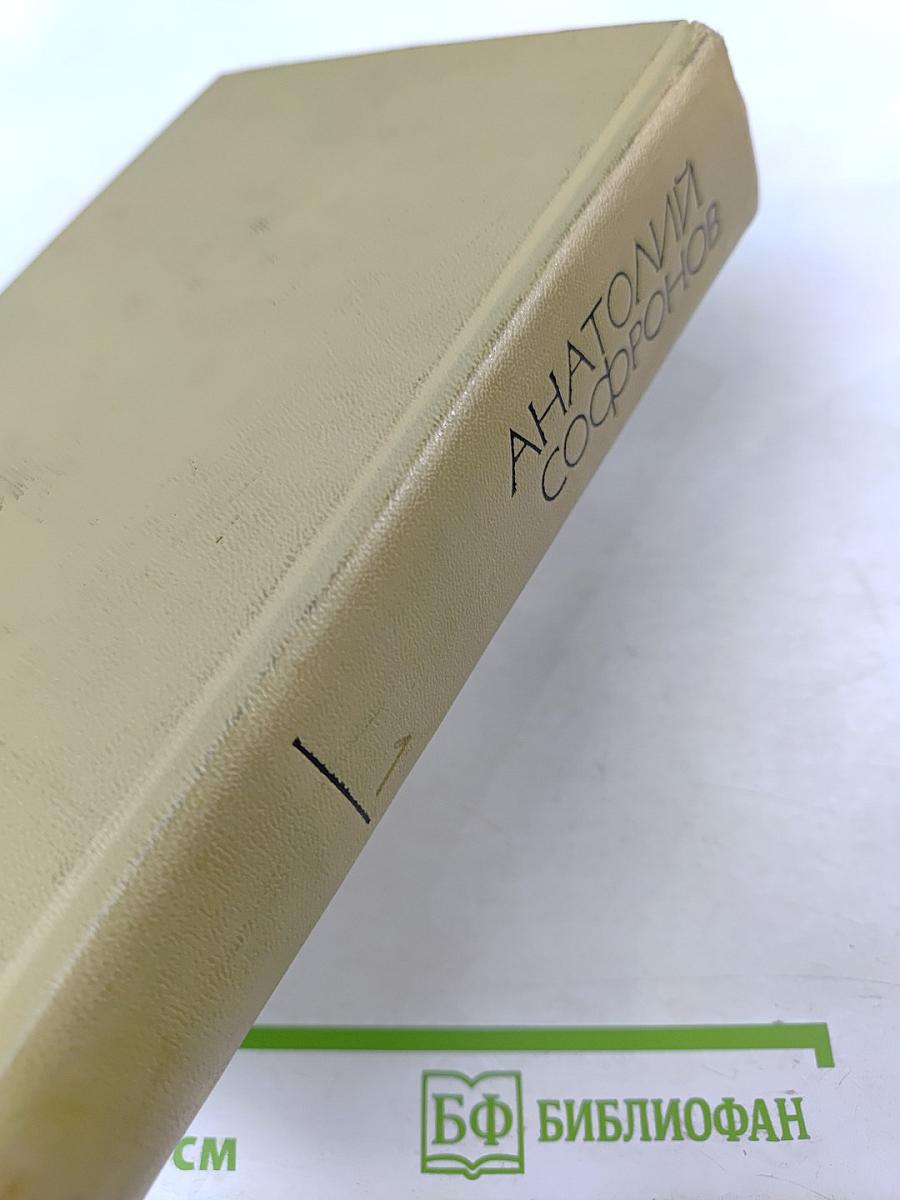 АНАТОЛИЙ
СОФРОНОВ
1
БФ БИБЛИОФАН
см